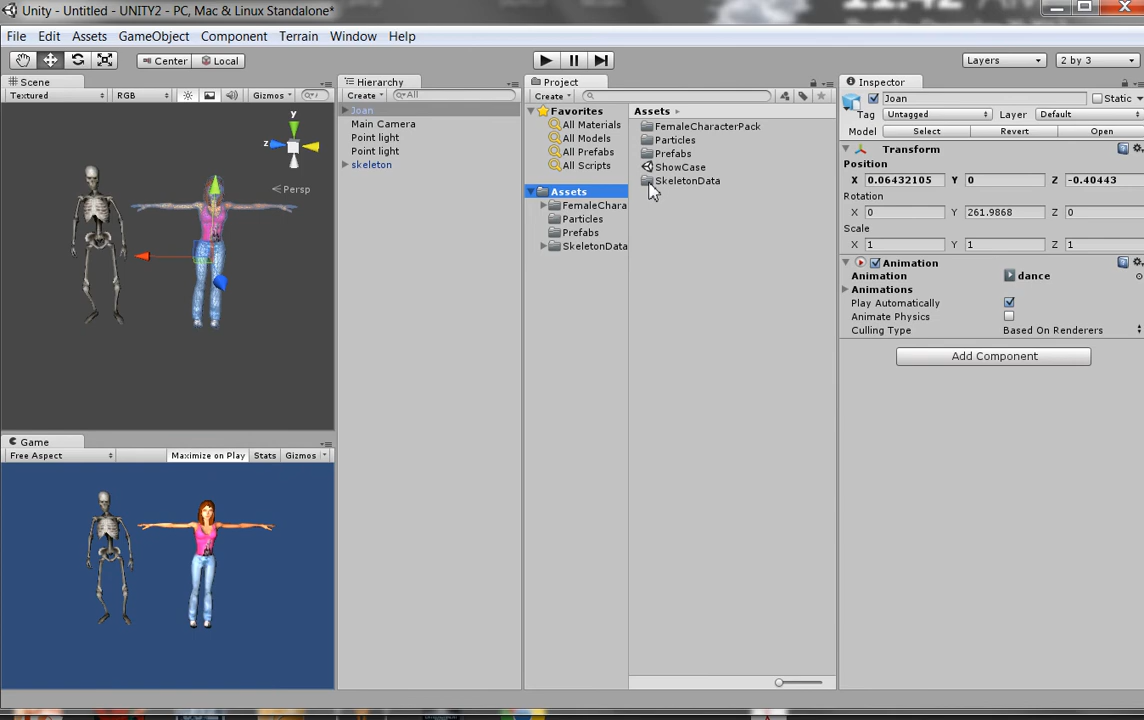 Unity - Untitled - UNITY2 - PC, Mac & Linux Standalone*
File Edit Assets GameObject Component Terrain Window Help
Center Local Layers 2 by 3
Scene
Textured RGB Gizmos All
y
z
Persp
Game
Free Aspect Maximize on Play Stats Gizmos
Hierarchy
Create All
Joan
Main Camera
Point light
Point light
skeleton
Project
Create
Favorites
All Materials
All Models
All Prefabs
All Scripts
Assets
FemaleChara
Particles
Prefabs
SkeletonData
Assets
FemaleCharacterPack
Particles
Prefabs
ShowCase
SkeletonData
Inspector
Joan Static
Tag Untagged Layer Default
Model Select Revert Open
Transform
Position
X 0.06432105 Y 0 Z -0.40443
Rotation
X 0 Y 261.9868 Z 0
Scale
X 1 Y 1 Z 1
Animation
Animation dance
Animations
Play Automatically
Animate Physics
Culling Type Based On Renderers
Add Component